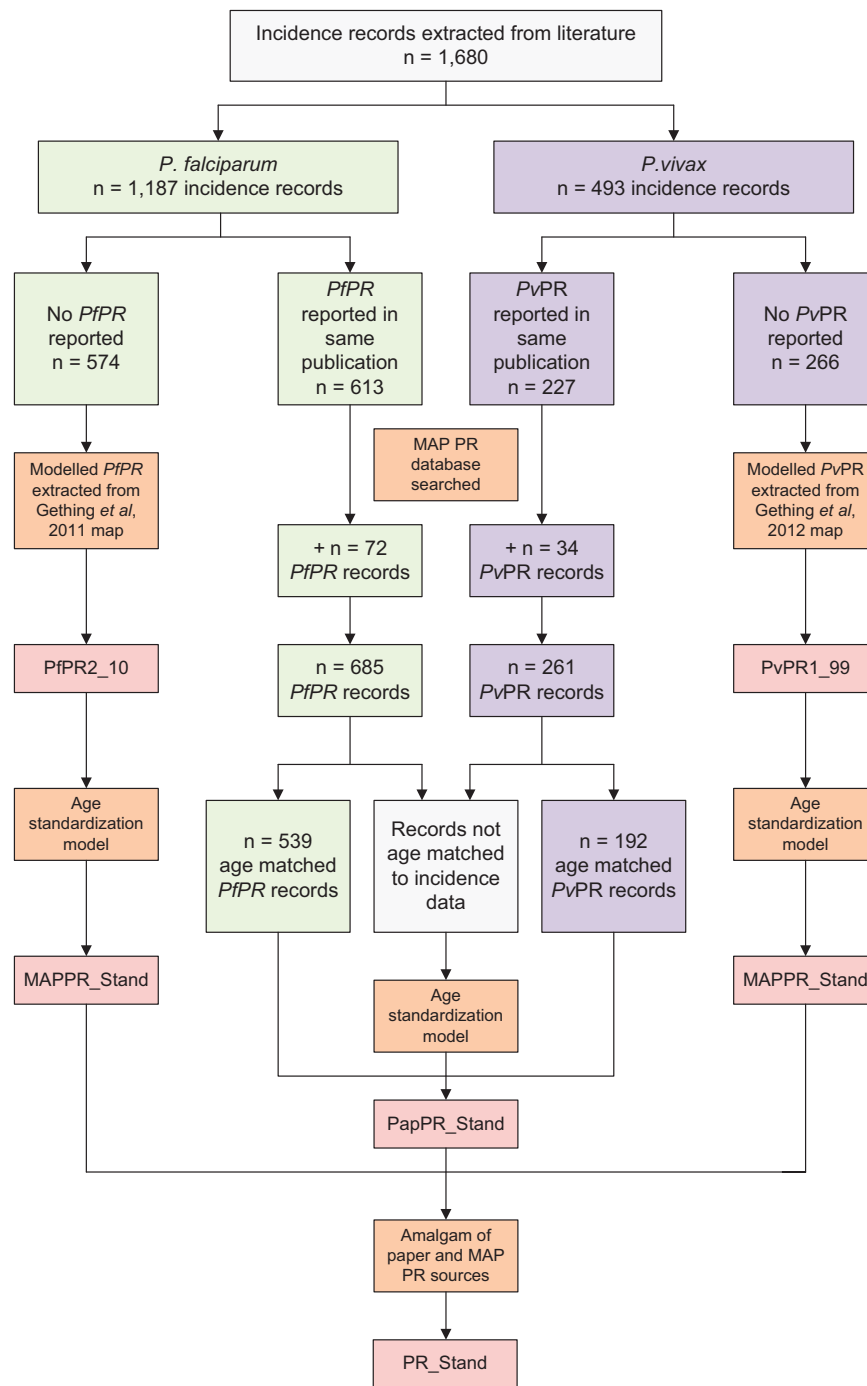 Incidence records extracted from literature
n = 1,680
P. falciparum
n = 1,187 incidence records
P.vivax
n = 493 incidence records
No PfPR
reported
n = 574
PfPR
reported in
same
publication
n = 613
PvPR
reported in
same
publication
n = 227
No PvPR
reported
n = 266
Modelled PfPR
extracted from
Gething et al,
2011 map
MAP PR
database
searched
Modelled PvPR
extracted from
Gething et al,
2012 map
+ n = 72
PfPR records
+ n = 34
PvPR records
PfPR2_10
n = 685
PfPR records
n = 261
PvPR records
PvPR1_99
Age
standardization
model
n = 539
age matched
PfPR records
Records not
age matched
to incidence
data
n = 192
age matched
PvPR records
Age
standardization
model
MAPPR_Stand
Age
standardization
model
MAPPR_Stand
PapPR_Stand
Amalgam of
paper and MAP
PR sources
PR_Stand